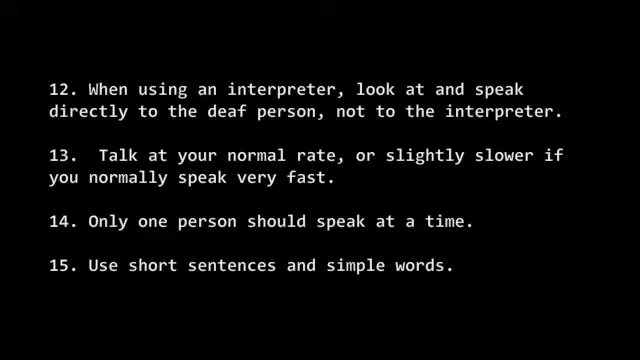 12. When using an interpreter, look at and speak
directly to the deaf person, not to the interpreter.
13.  Talk at your normal rate, or slightly slower if
you normally speak very fast.
14. Only one person should speak at a time.
15. Use short sentences and simple words.